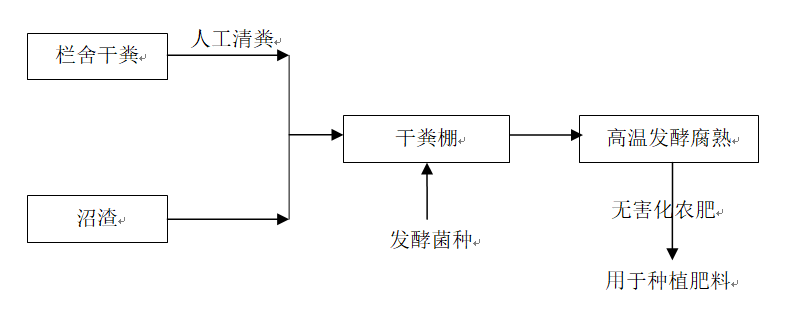 人工清粪
栏舍干粪
干粪棚
高温发酵腐熟
沼渣
无害化农肥
发酵菌种
用于种植肥料